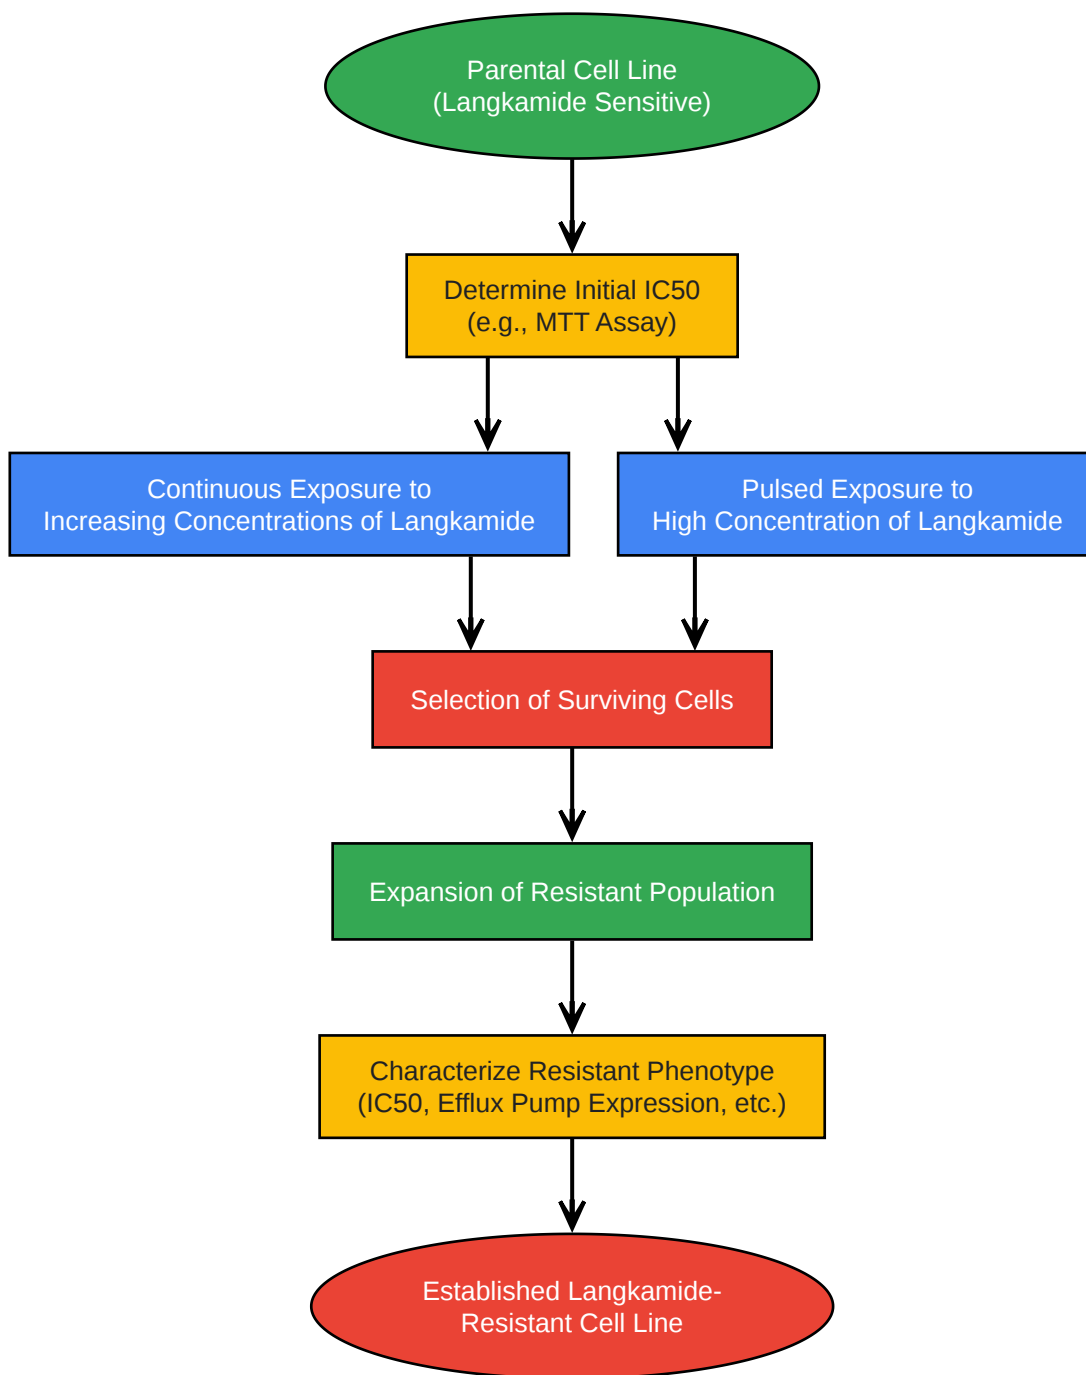 Parental Cell Line
(Langkamide Sensitive)
Determine Initial IC50
(e.g., MTT Assay)
Continuous Exposure to
Increasing Concentrations of Langkamide
Pulsed Exposure to
High Concentration of Langkamide
Selection of Surviving Cells
Expansion of Resistant Population
Characterize Resistant Phenotype
(IC50, Efflux Pump Expression, etc.)
Established Langkamide-
Resistant Cell Line